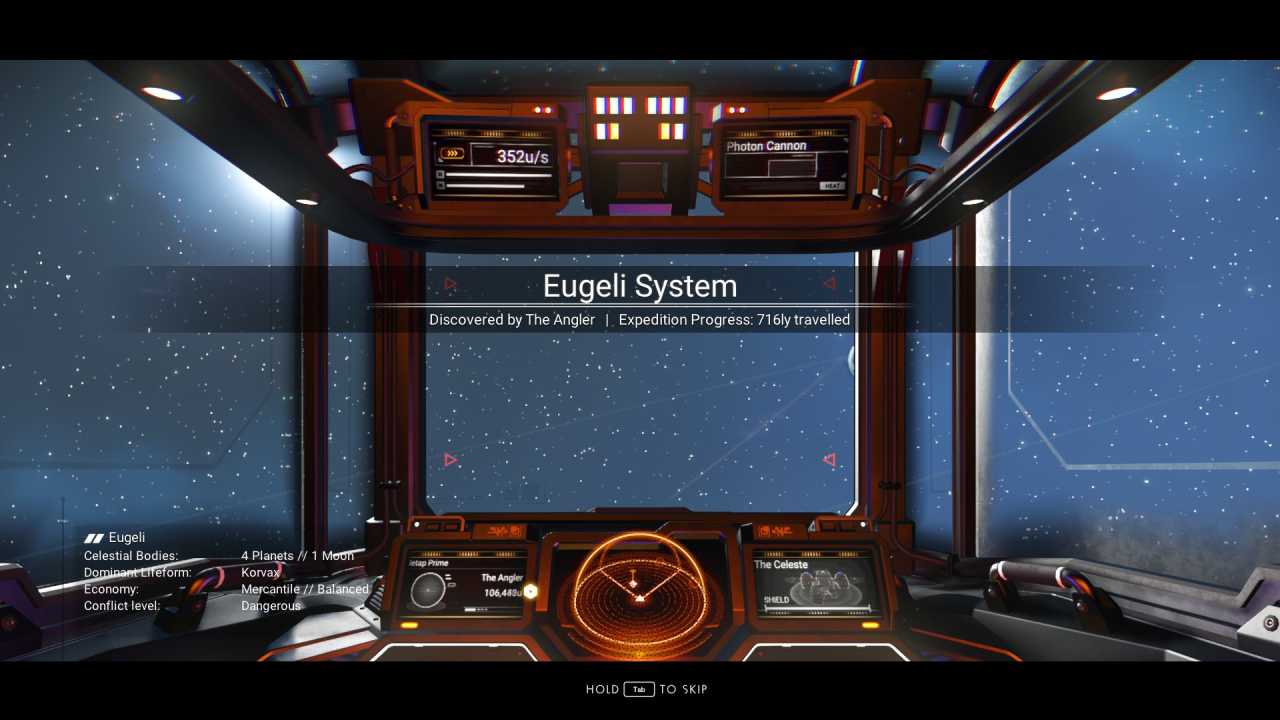 352u/s
Photon Cannon
HEAT
Eugeli System
Discovered by The Angler | Expedition Progress: 716ly travelled
Eugeli
Celestial Bodies: 4 Planets // 1 Moon
Dominant Lifeform: Korvax
Economy: Mercantile // Balanced
Conflict level: Dangerous
Prime
The Angler
The Celeste
SHIELD
HOLD Tab TO SKIP